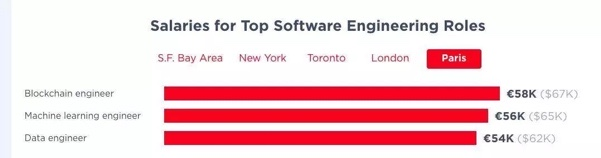 Salaries for Top Software Engineering Roles
S.F. Bay Area New York Toronto London Paris
Blockchain engineer €58K ($67K)
Machine learning engineer €56K ($65K)
Data engineer €54K ($62K)